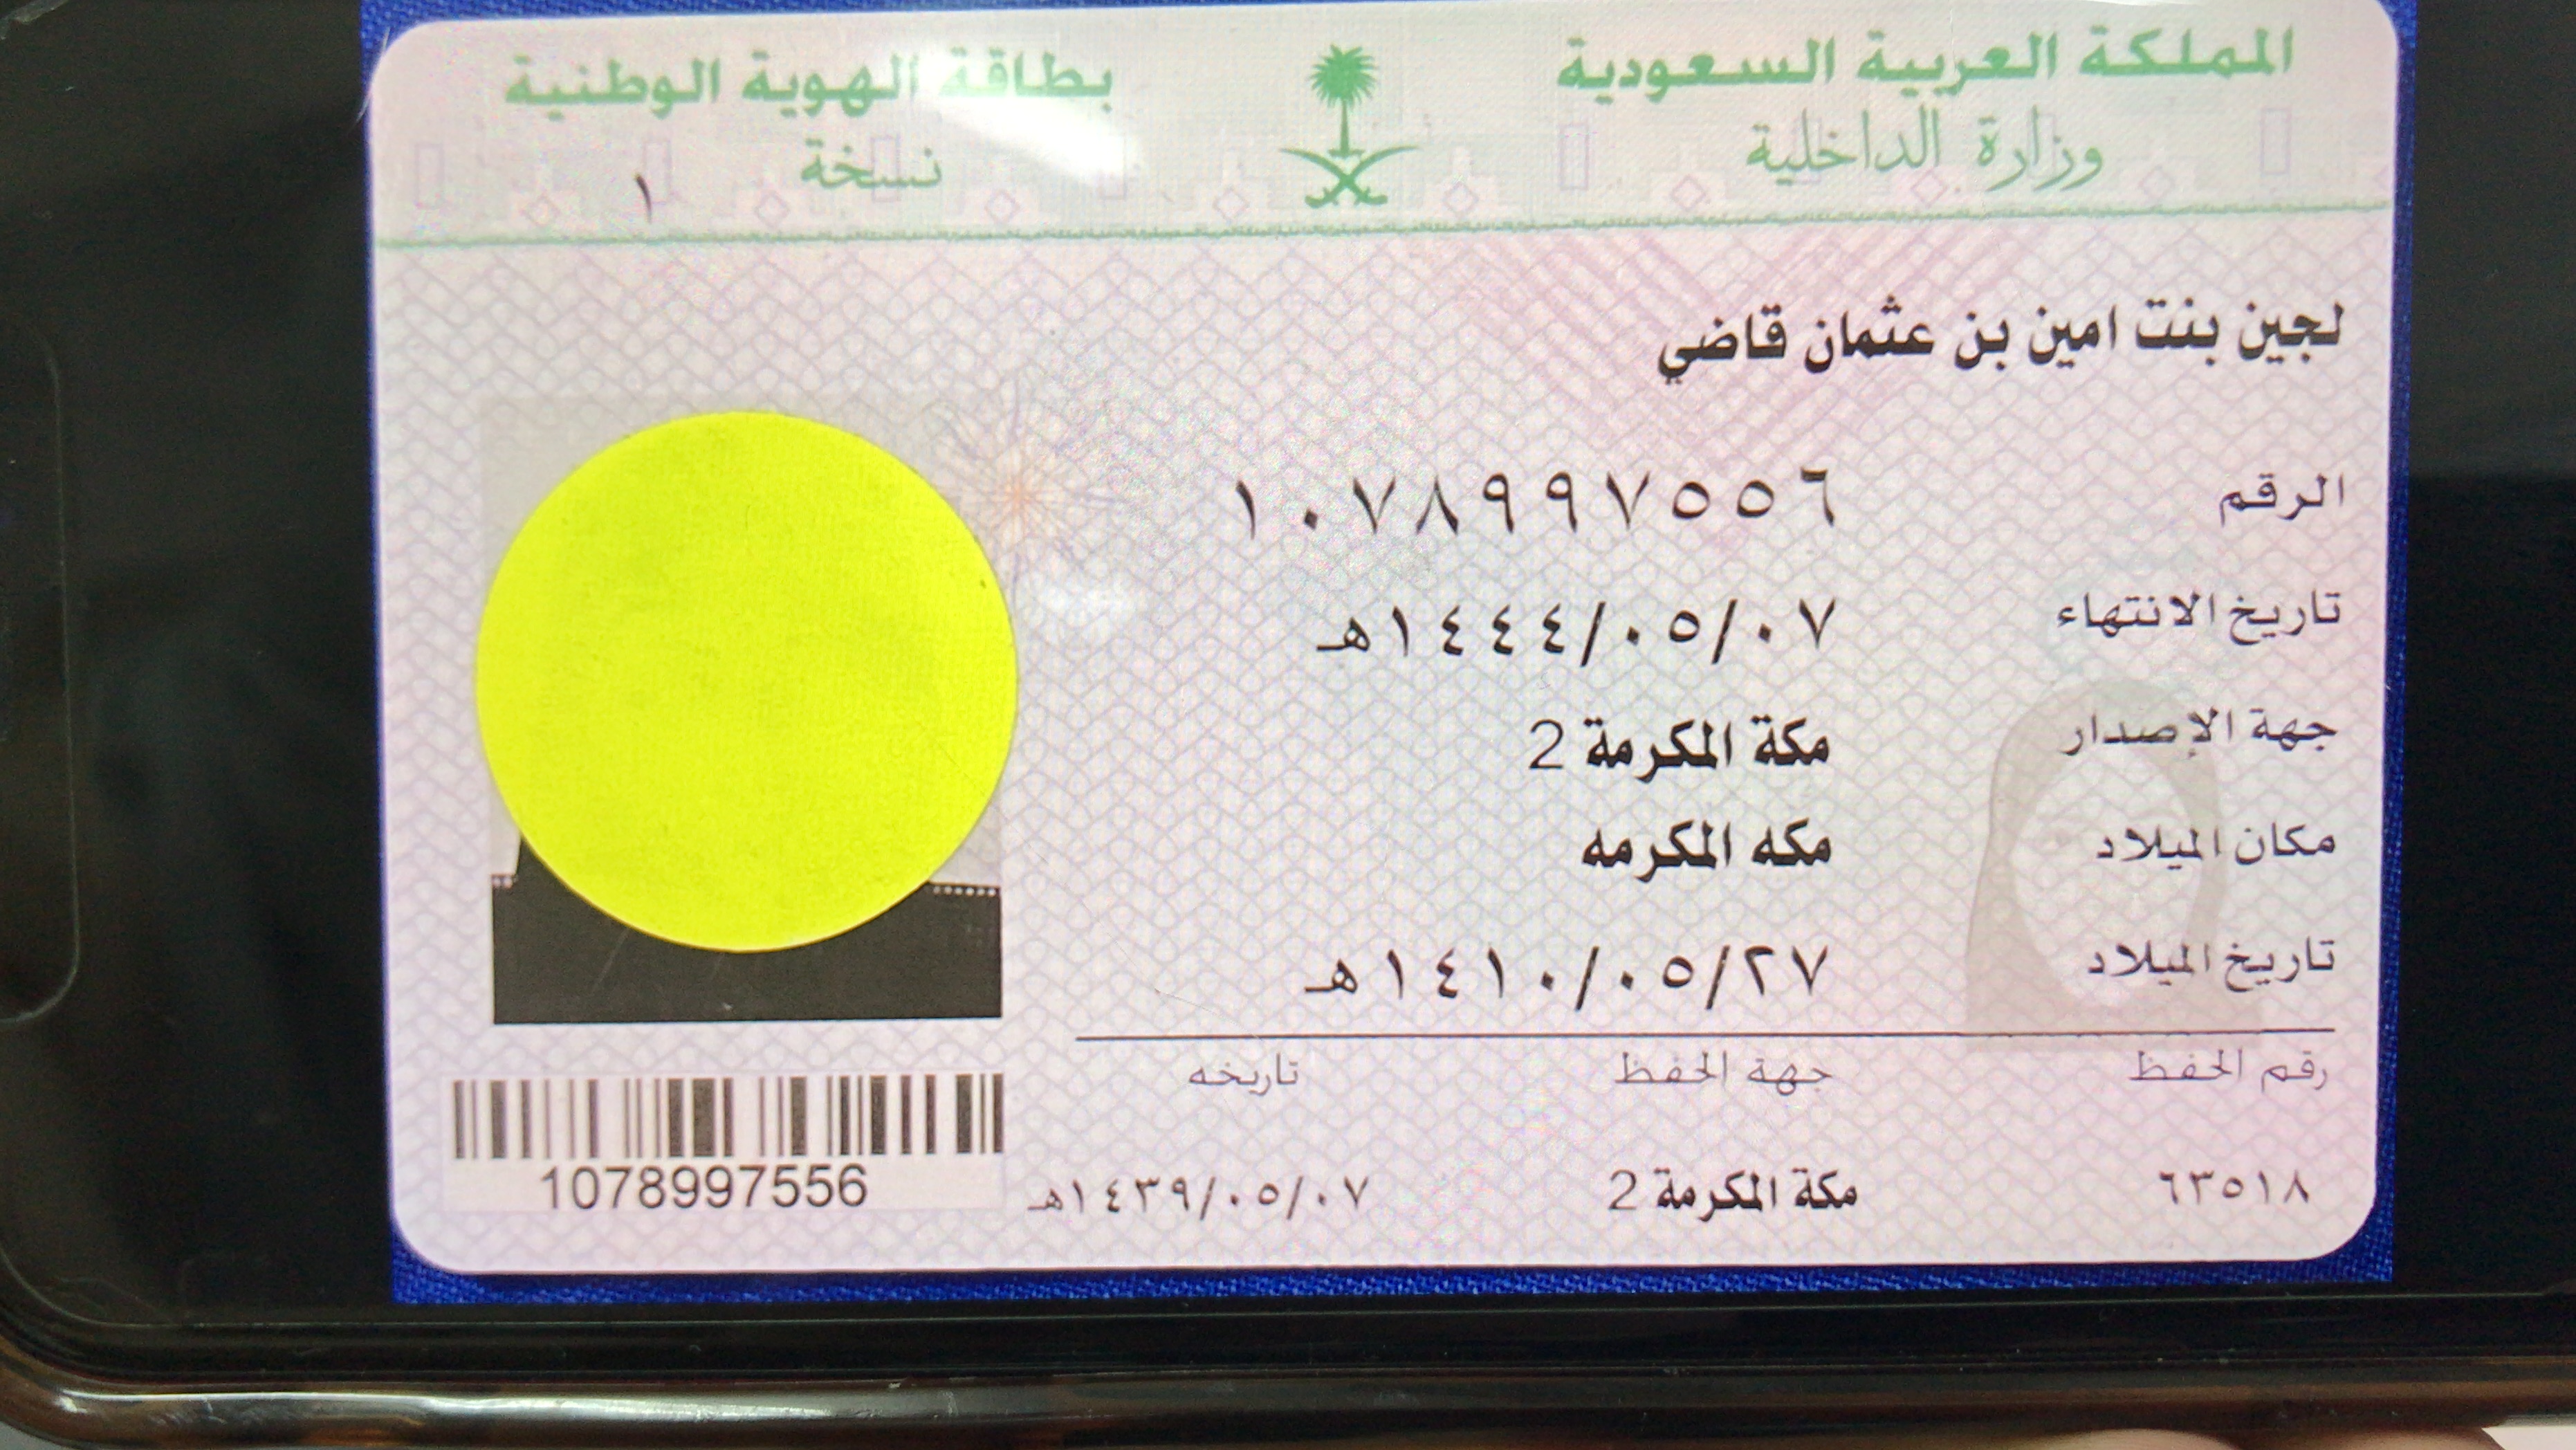 المملكة العربية السعودية
وزارة الداخلية
بطاقة الهوية الوطنية
نسخة ١
لجين بنت امين بن عثمان قاضي
الرقم ١٠٧٨٩٩٧٥٥٦
تاريخ الانتهاء ١٤٤٤/٠٥/٠٧هـ
جهة الإصدار مكة المكرمة 2
مكان الميلاد مكه المكرمه
تاريخ الميلاد ١٤١٠/٠٥/٢٧هـ
رقم الحفظ جهة الحفظ تاريخه
٦٣٥١٨ مكة المكرمة 2 ١٤٣٩/٠٥/٠٧هـ
1078997556